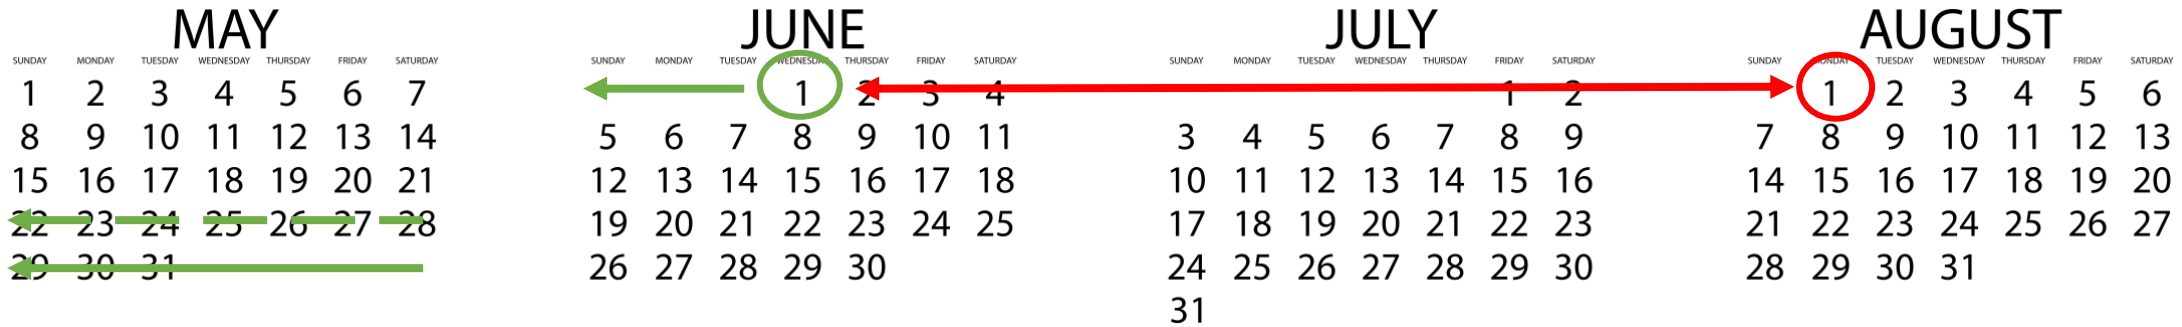 MAY
SUNDAY MONDAY TUESDAY WEDNESDAY THURSDAY FRIDAY SATURDAY
1 2 3 4 5 6 7
8 9 10 11 12 13 14
15 16 17 18 19 20 21
22 23 24 25 26 27 28
29 30 31
JUNE
SUNDAY MONDAY TUESDAY WEDNESDAY THURSDAY FRIDAY SATURDAY
1 2 3 4
5 6 7 8 9 10 11
12 13 14 15 16 17 18
19 20 21 22 23 24 25
26 27 28 29 30
JULY
SUNDAY MONDAY TUESDAY WEDNESDAY THURSDAY FRIDAY SATURDAY
1 2
3 4 5 6 7 8 9
10 11 12 13 14 15 16
17 18 19 20 21 22 23
24 25 26 27 28 29 30
31
AUGUST
SUNDAY MONDAY TUESDAY WEDNESDAY THURSDAY FRIDAY SATURDAY
1 2 3 4 5 6
7 8 9 10 11 12 13
14 15 16 17 18 19 20
21 22 23 24 25 26 27
28 29 30 31